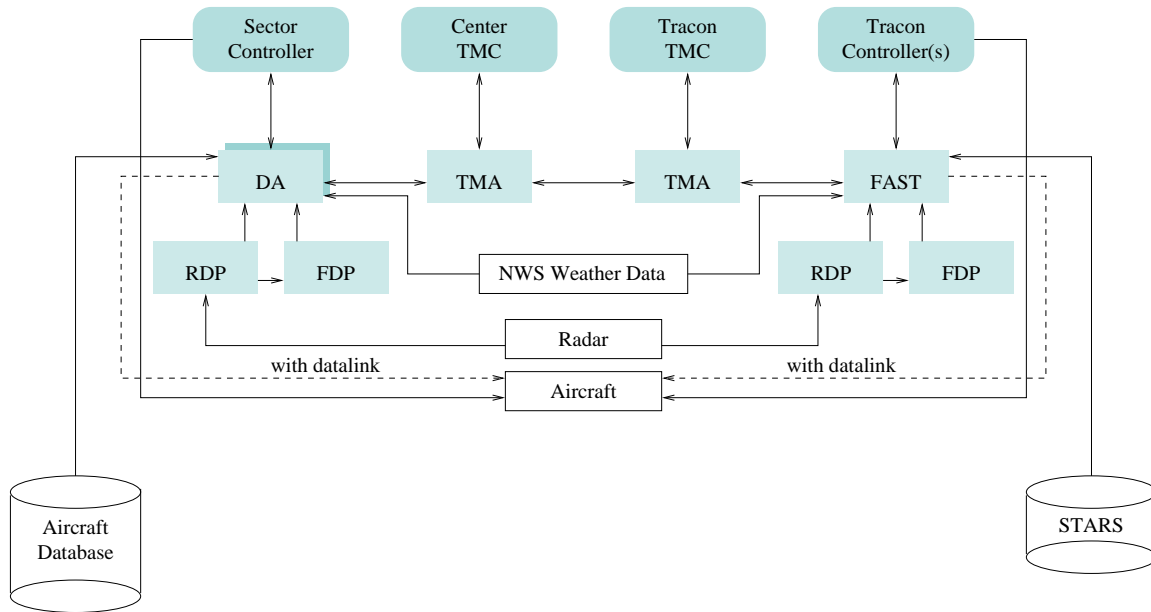 Sector
Controller
Center
TMC
Tracon
TMC
Tracon
Controller(s)
DA
TMA
TMA
FAST
RDP
FDP
NWS Weather Data
RDP
FDP
Radar
with datalink
with datalink
Aircraft
Aircraft
Database
STARS